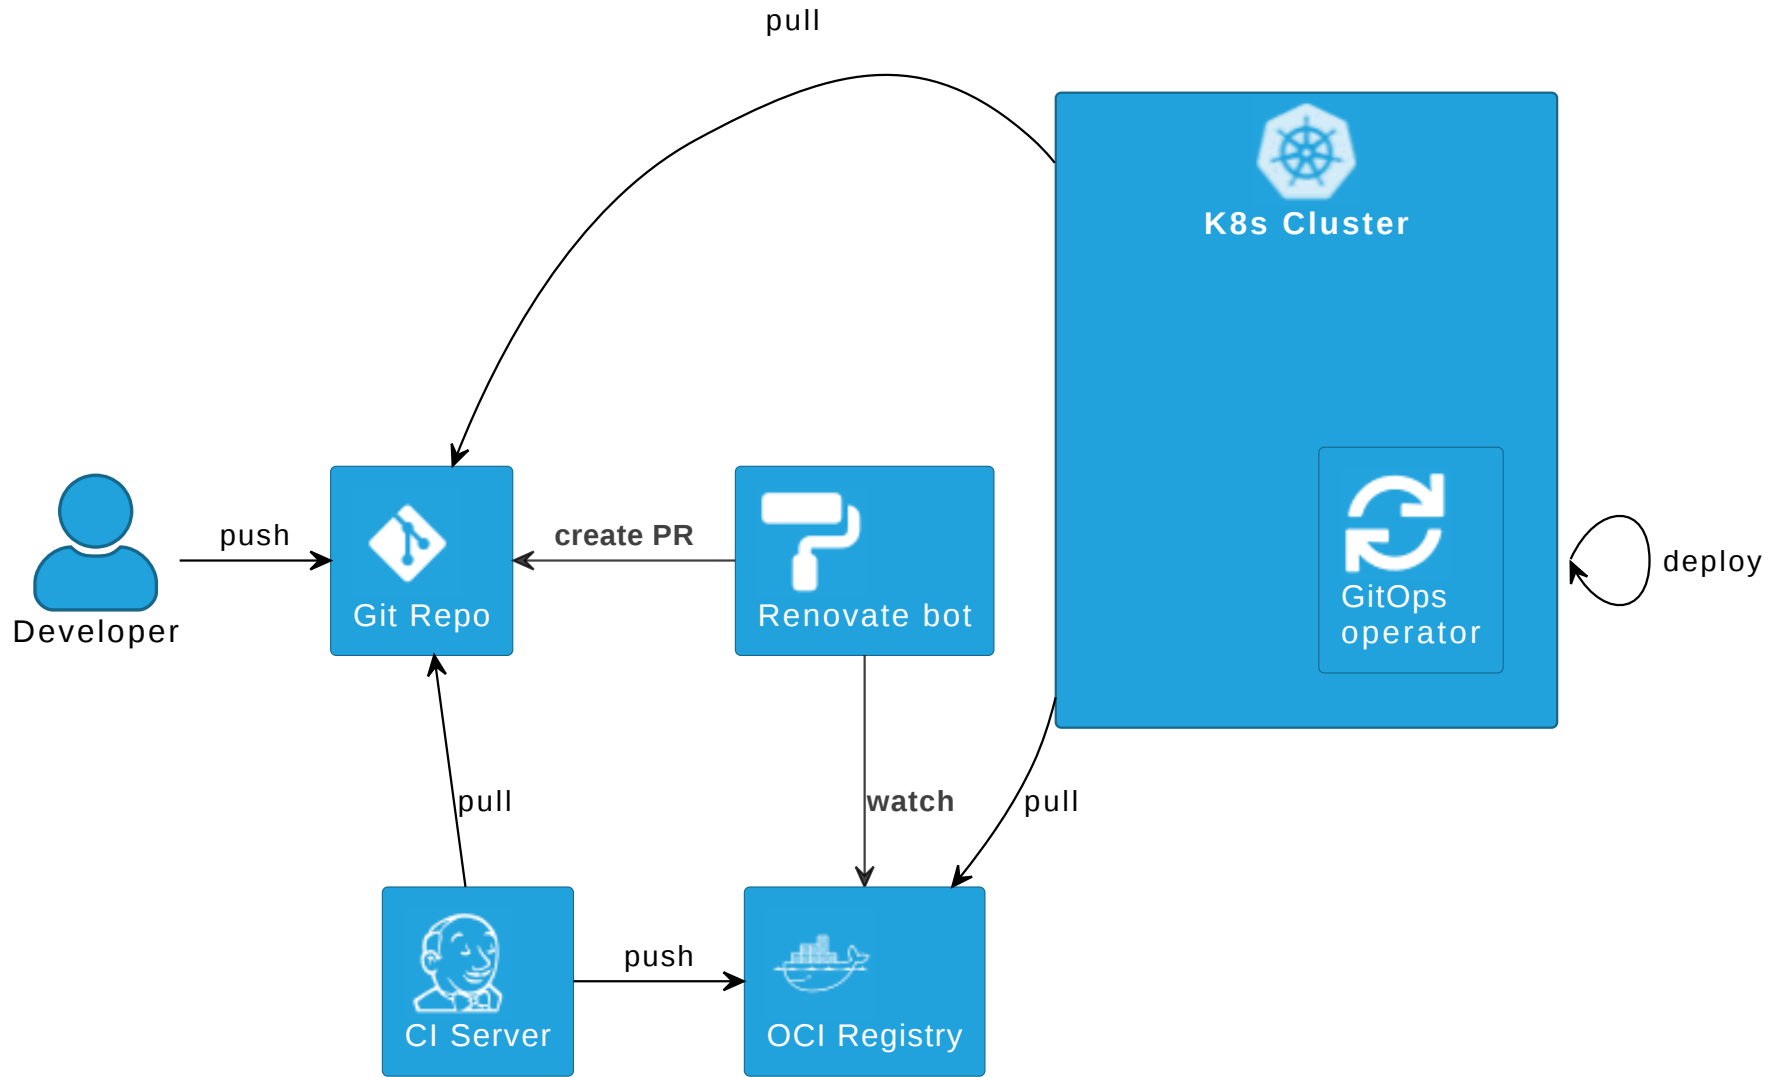 pull
K8s Cluster
push
create PR
GitOps
operator
deploy
Developer
Git Repo
Renovate bot
pull
watch
pull
push
CI Server
OCI Registry